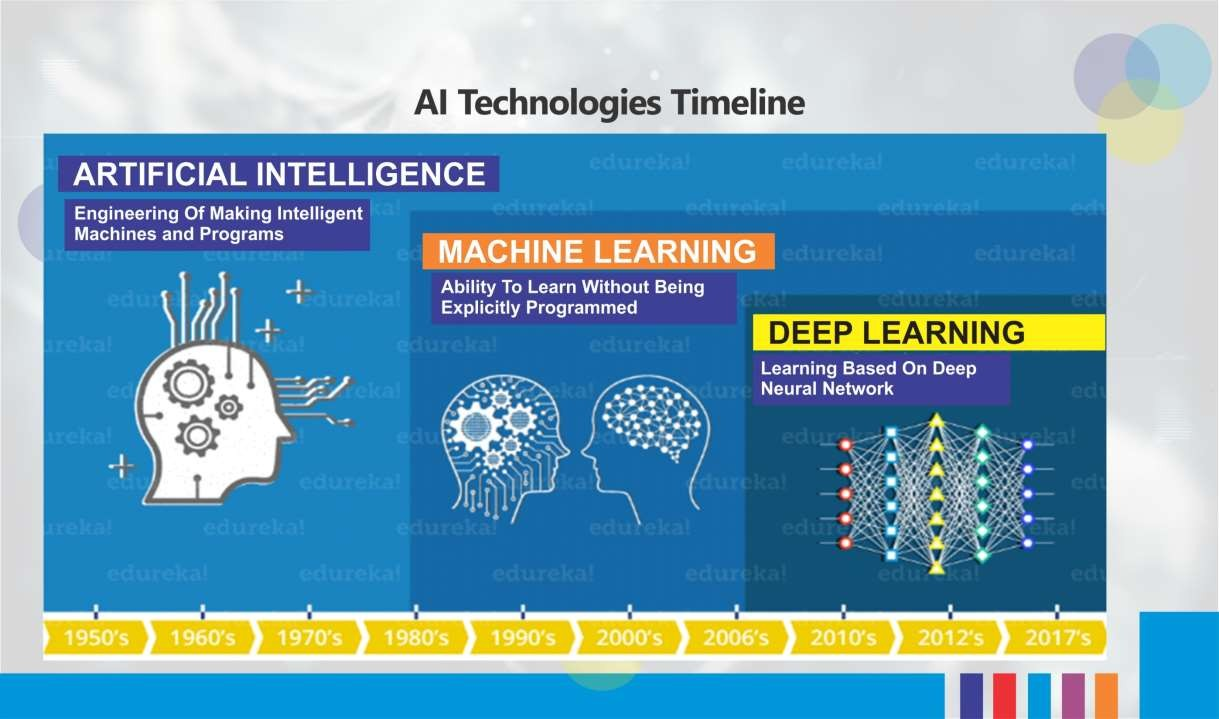 AI Technologies Timeline
ARTIFICIAL INTELLIGENCE
Engineering Of Making Intelligent
Machines and Programs
MACHINE LEARNING
Ability To Learn Without Being
Explicitly Programmed
DEEP LEARNING
Learning Based On Deep
Neural Network
edureka!
1950's 1960's 1970's 1980's 1990's 2000's 2006's 2010's 2012's 2017's